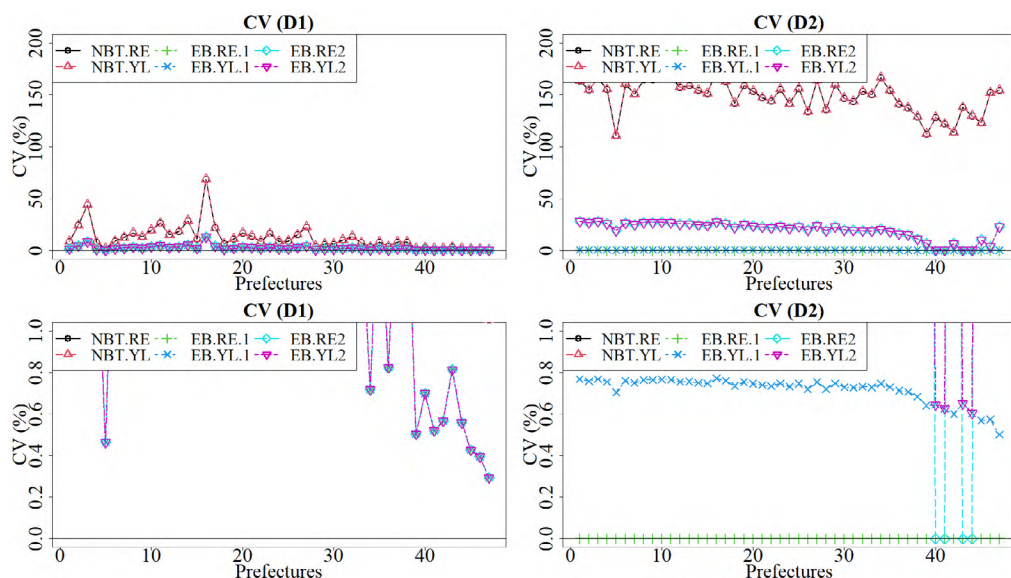 CV (D1)
CV (%)
200
150
100
50
0
NBT.RE EB.RE.1 EB.RE2
NBT.YL EB.YL.1 EB.YL2
0 10 20 30 40
Prefectures
CV (D2)
CV (%)
200
150
100
50
0
NBT.RE EB.RE.1 EB.RE2
NBT.YL EB.YL.1 EB.YL2
0 10 20 30 40
Prefectures
CV (D1)
CV (%)
1.0
0.8
0.6
0.4
0.2
0.0
NBT.RE EB.RE.1 EB.RE2
NBT.YL EB.YL.1 EB.YL2
0 10 20 30 40
Prefectures
CV (D2)
CV (%)
1.0
0.8
0.6
0.4
0.2
0.0
NBT.RE EB.RE.1 EB.RE2
NBT.YL EB.YL.1 EB.YL2
0 10 20 30 40
Prefectures